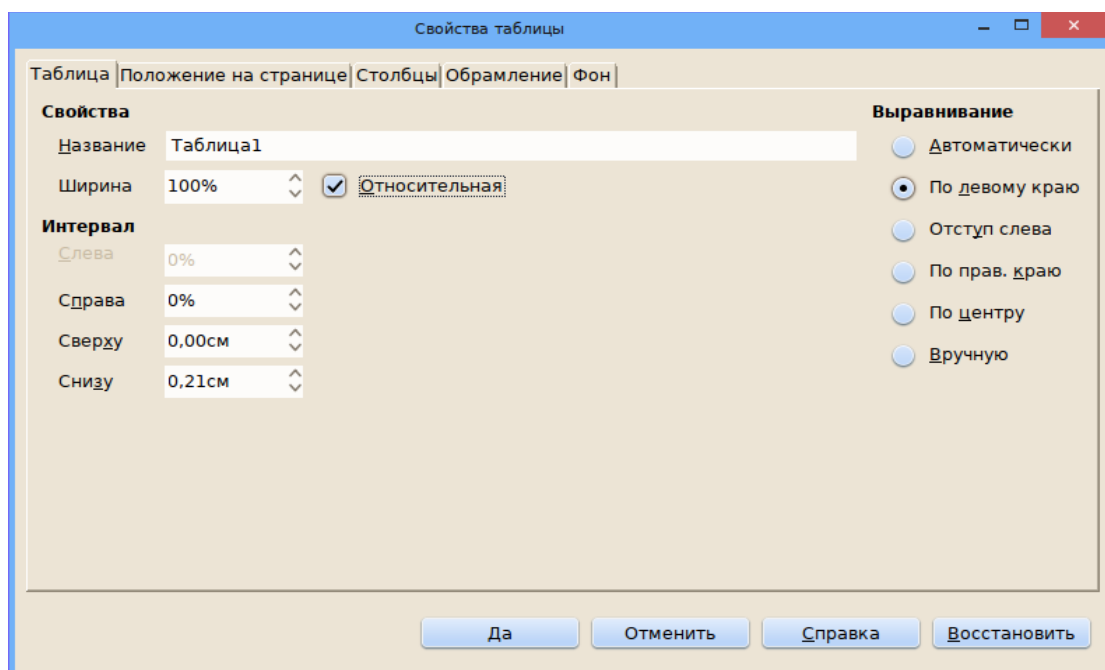 Свойства таблицы
Таблица Положение на странице Столбцы Обрамление Фон
Свойства
Название Таблица1
Ширина 100% Относительная
Интервал
Слева 0%
Справа 0%
Сверху 0,00см
Снизу 0,21см
Выравнивание
Автоматически
По левому краю
Отступ слева
По прав. краю
По центру
Вручную
Да Отменить Справка Восстановить